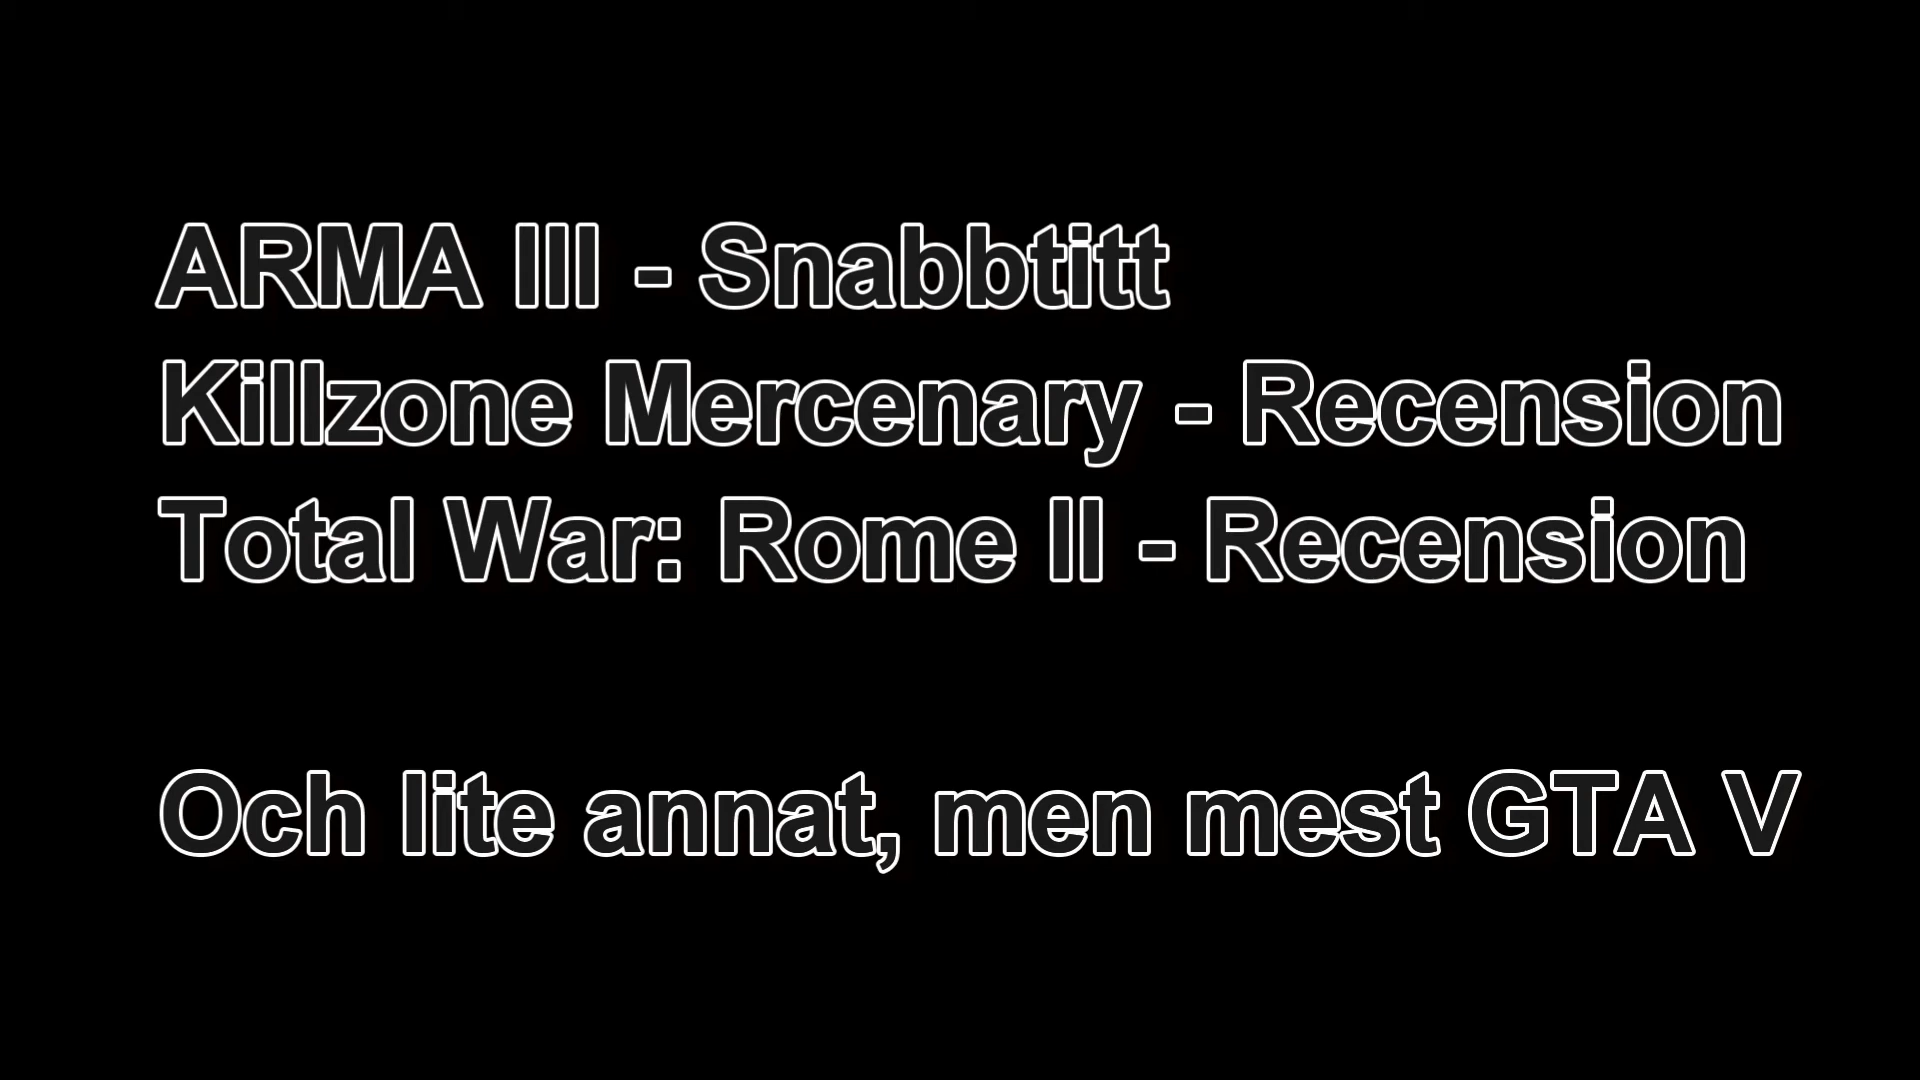 ARMA III - Snabbtitt
Killzone Mercenary - Recension
Total War: Rome II - Recension
Och lite annat, men mest GTA V